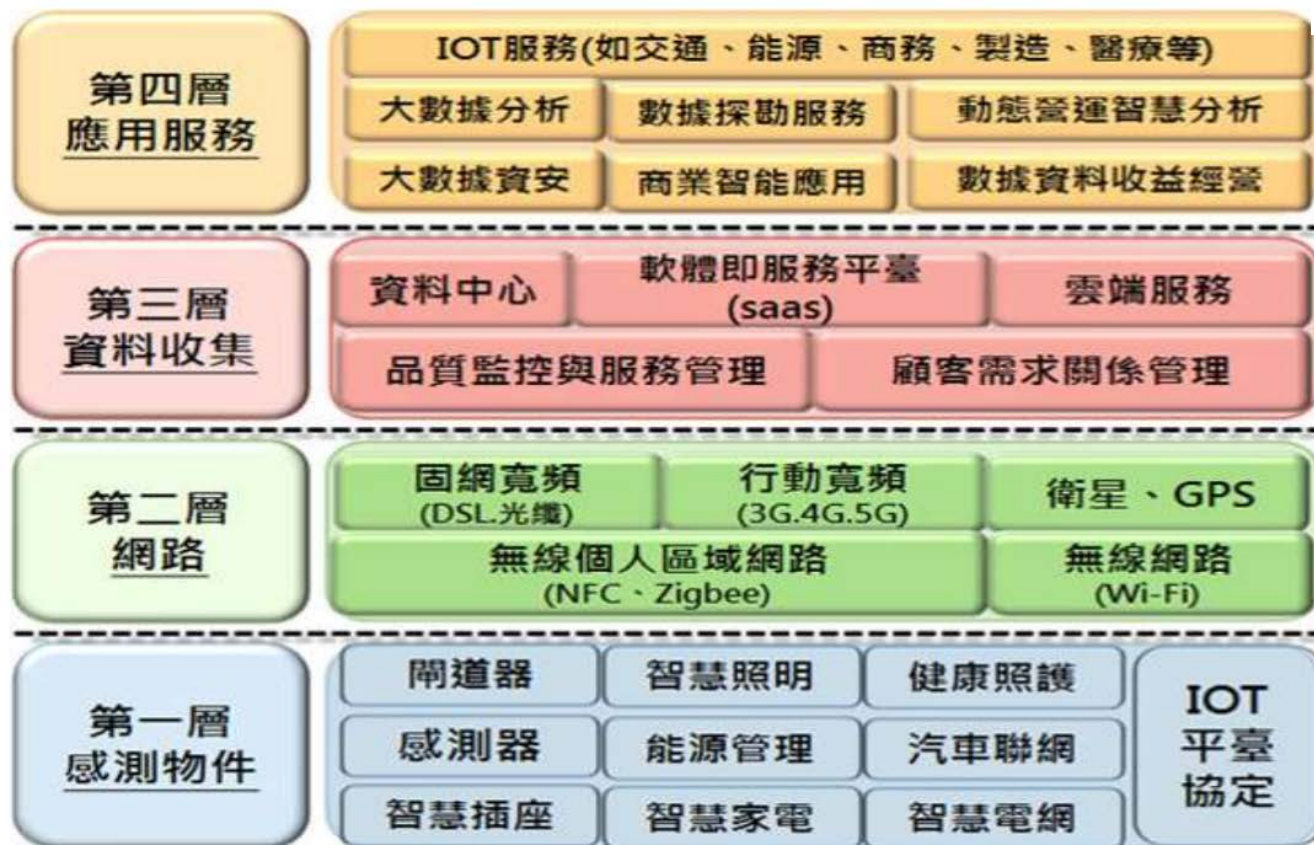 第四層
應用服務
IOT服務(如交通、能源、商務、製造、醫療等)
大數據分析
數據探勘服務
動態營運智慧分析
大數據資安
商業智能應用
數據資料收益經營
第三層
資料收集
資料中心
軟體即服務平臺
(saas)
雲端服務
品質監控與服務管理
顧客需求關係管理
第二層
網路
固網寬頻
(DSL.光纖)
行動寬頻
(3G.4G.5G)
衛星、GPS
無線個人區域網路
(NFC、Zigbee)
無線網路
(Wi-Fi)
第一層
感測物件
閘道器
智慧照明
健康照護
感測器
能源管理
汽車聯網
智慧插座
智慧家電
智慧電網
IOT
平臺
協定